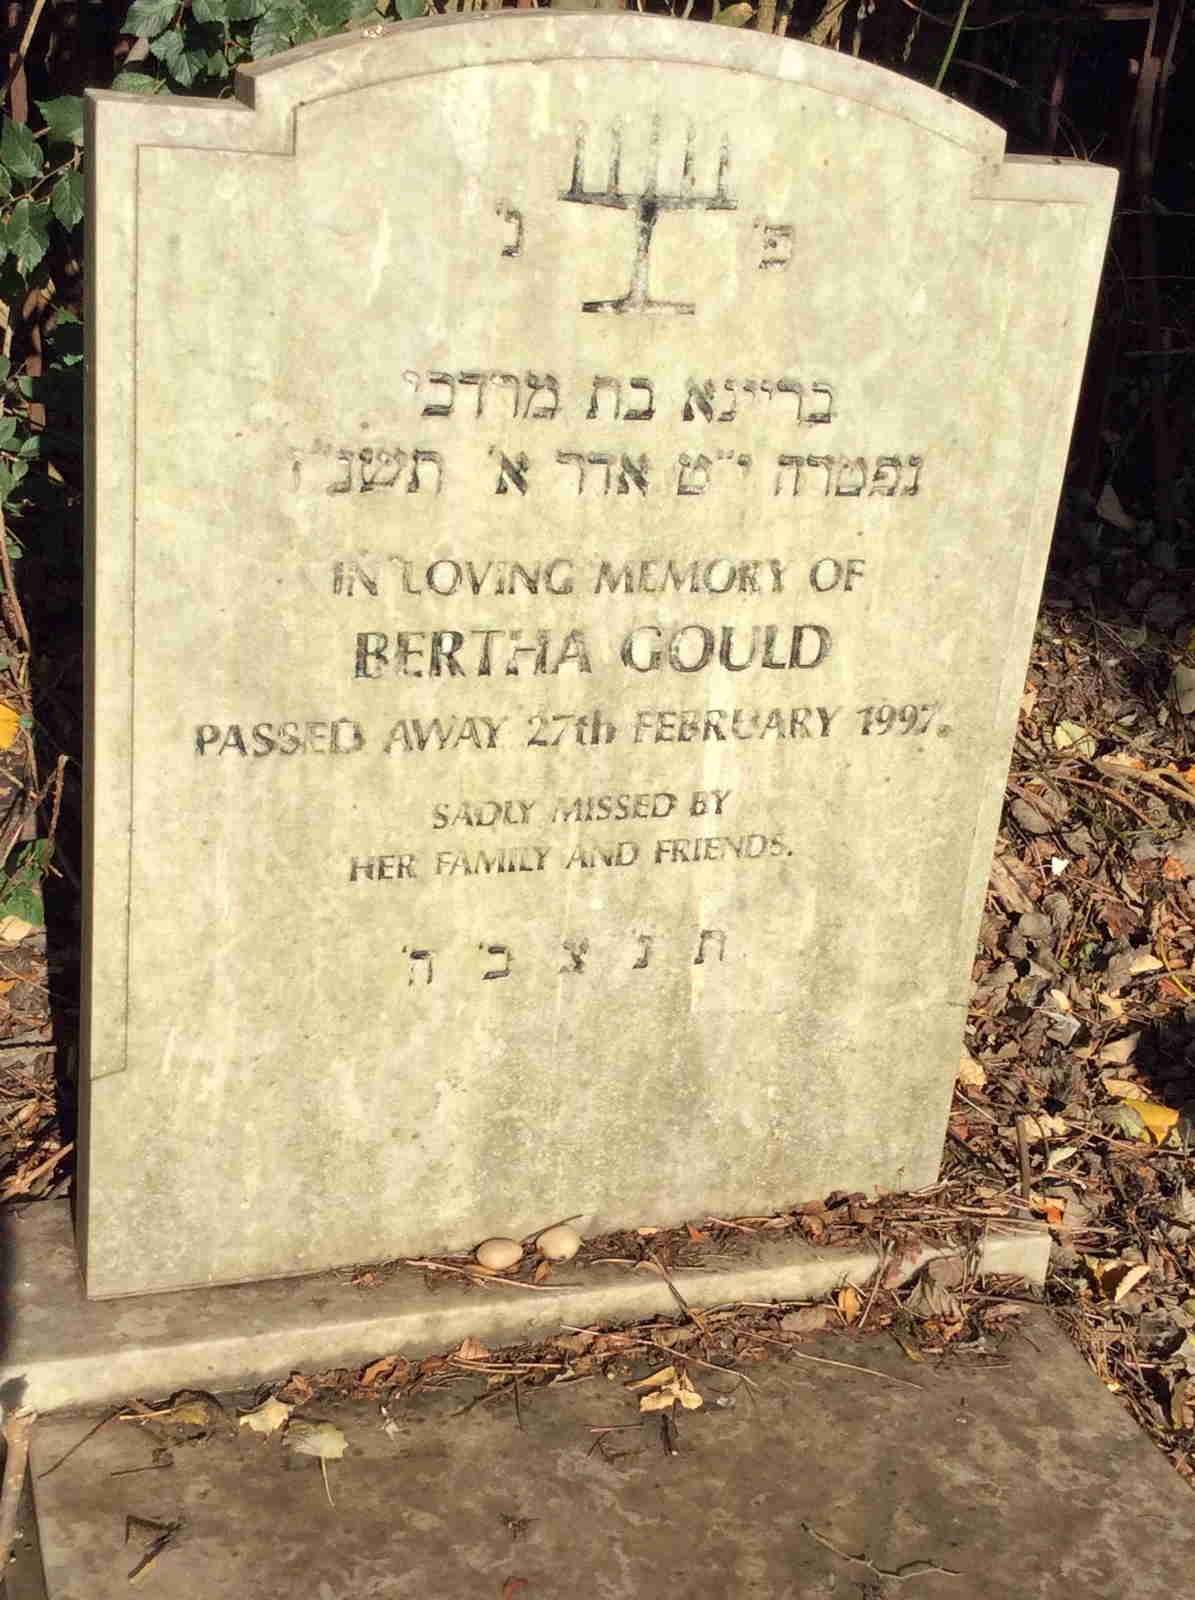 פ' נ'
בריינא בת מרדכי
נפטרה י"ט אדר א' תשנ"ז
IN LOVING MEMORY OF
BERTHA GOULD
PASSED AWAY 27th FEBRUARY 1997.
SADLY MISSED BY
HER FAMILY AND FRIENDS.
ת נ' צ ב' ה'